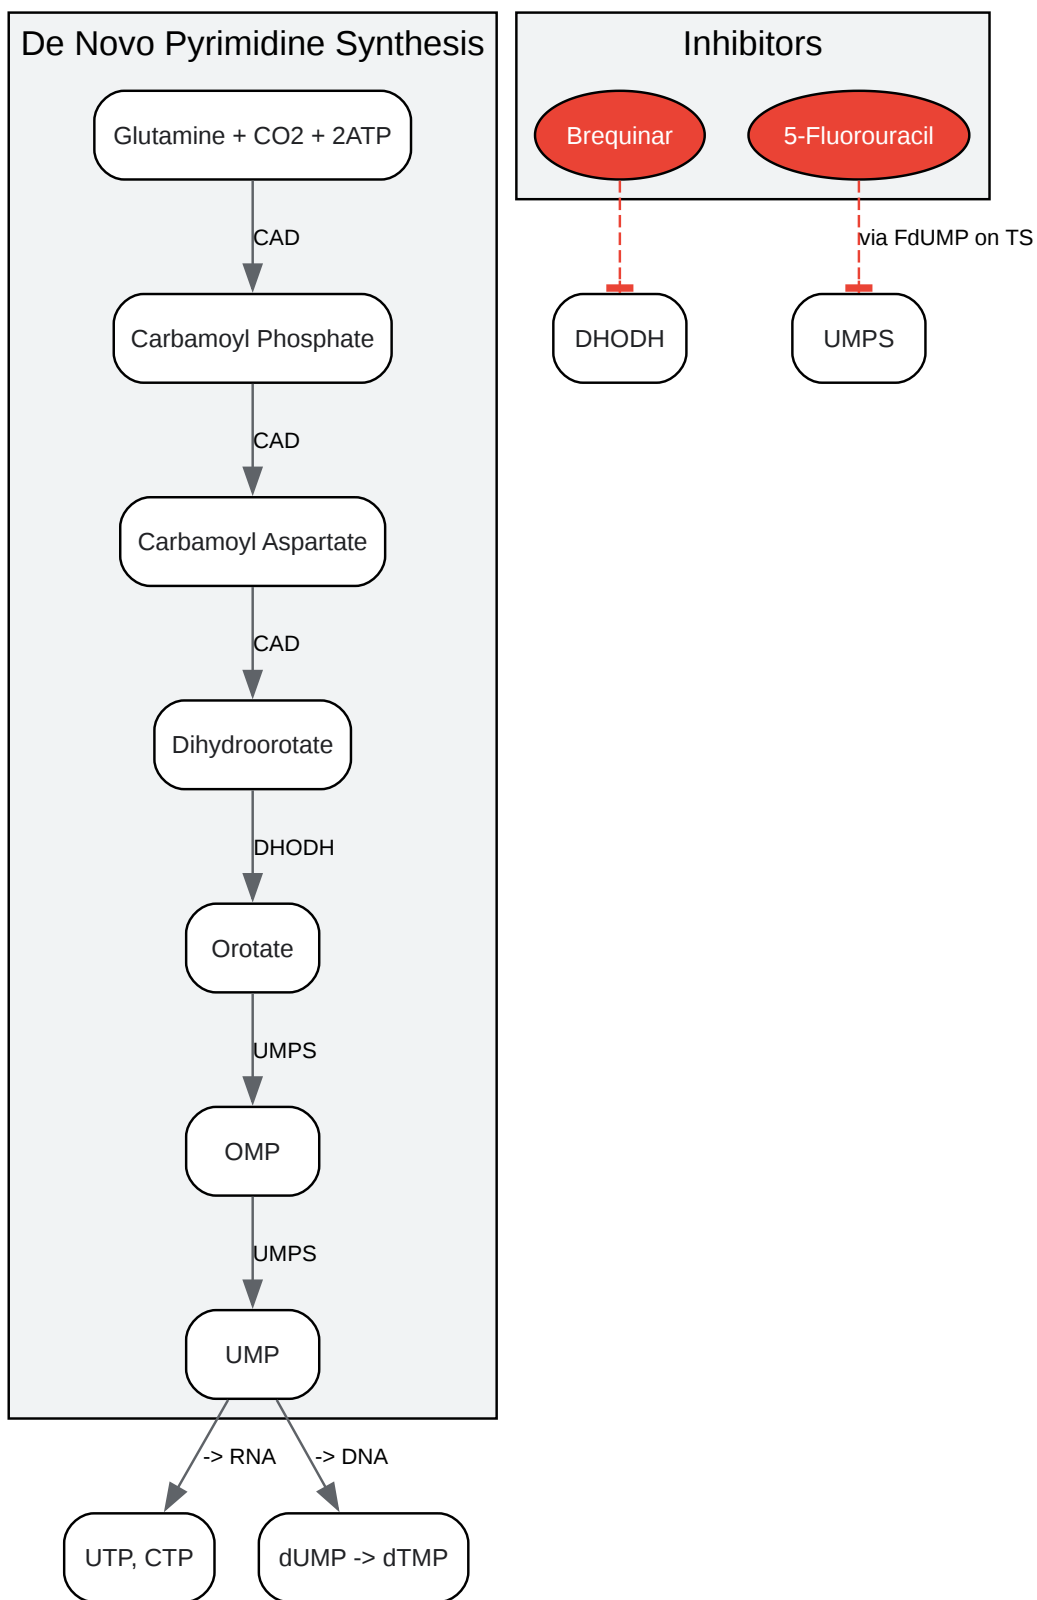 De Novo Pyrimidine Synthesis
Glutamine + CO2 + 2ATP
CAD
Carbamoyl Phosphate
CAD
Carbamoyl Aspartate
CAD
Dihydroorotate
DHODH
Orotate
UMPS
OMP
UMPS
UMP
-> RNA
-> DNA
UTP, CTP
dUMP -> dTMP
Inhibitors
Brequinar
5-Fluorouracil
via FdUMP on TS
DHODH
UMPS